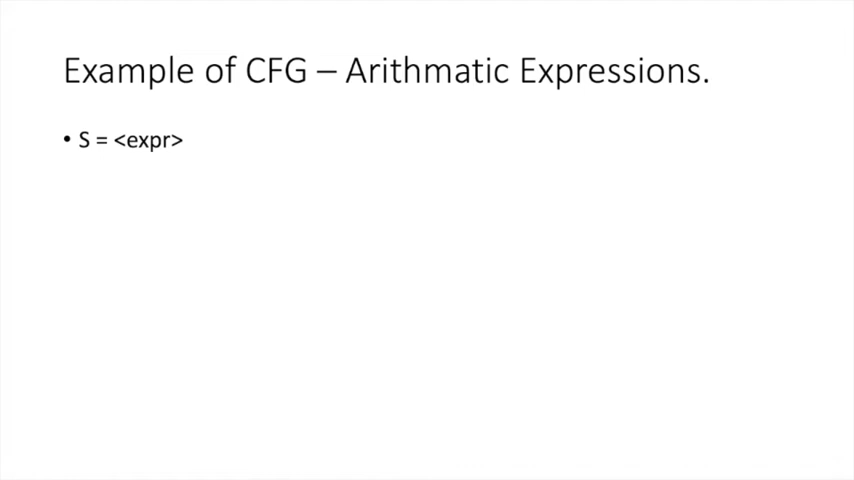 Example of CFG – Arithmatic Expressions.
• S = <expr>